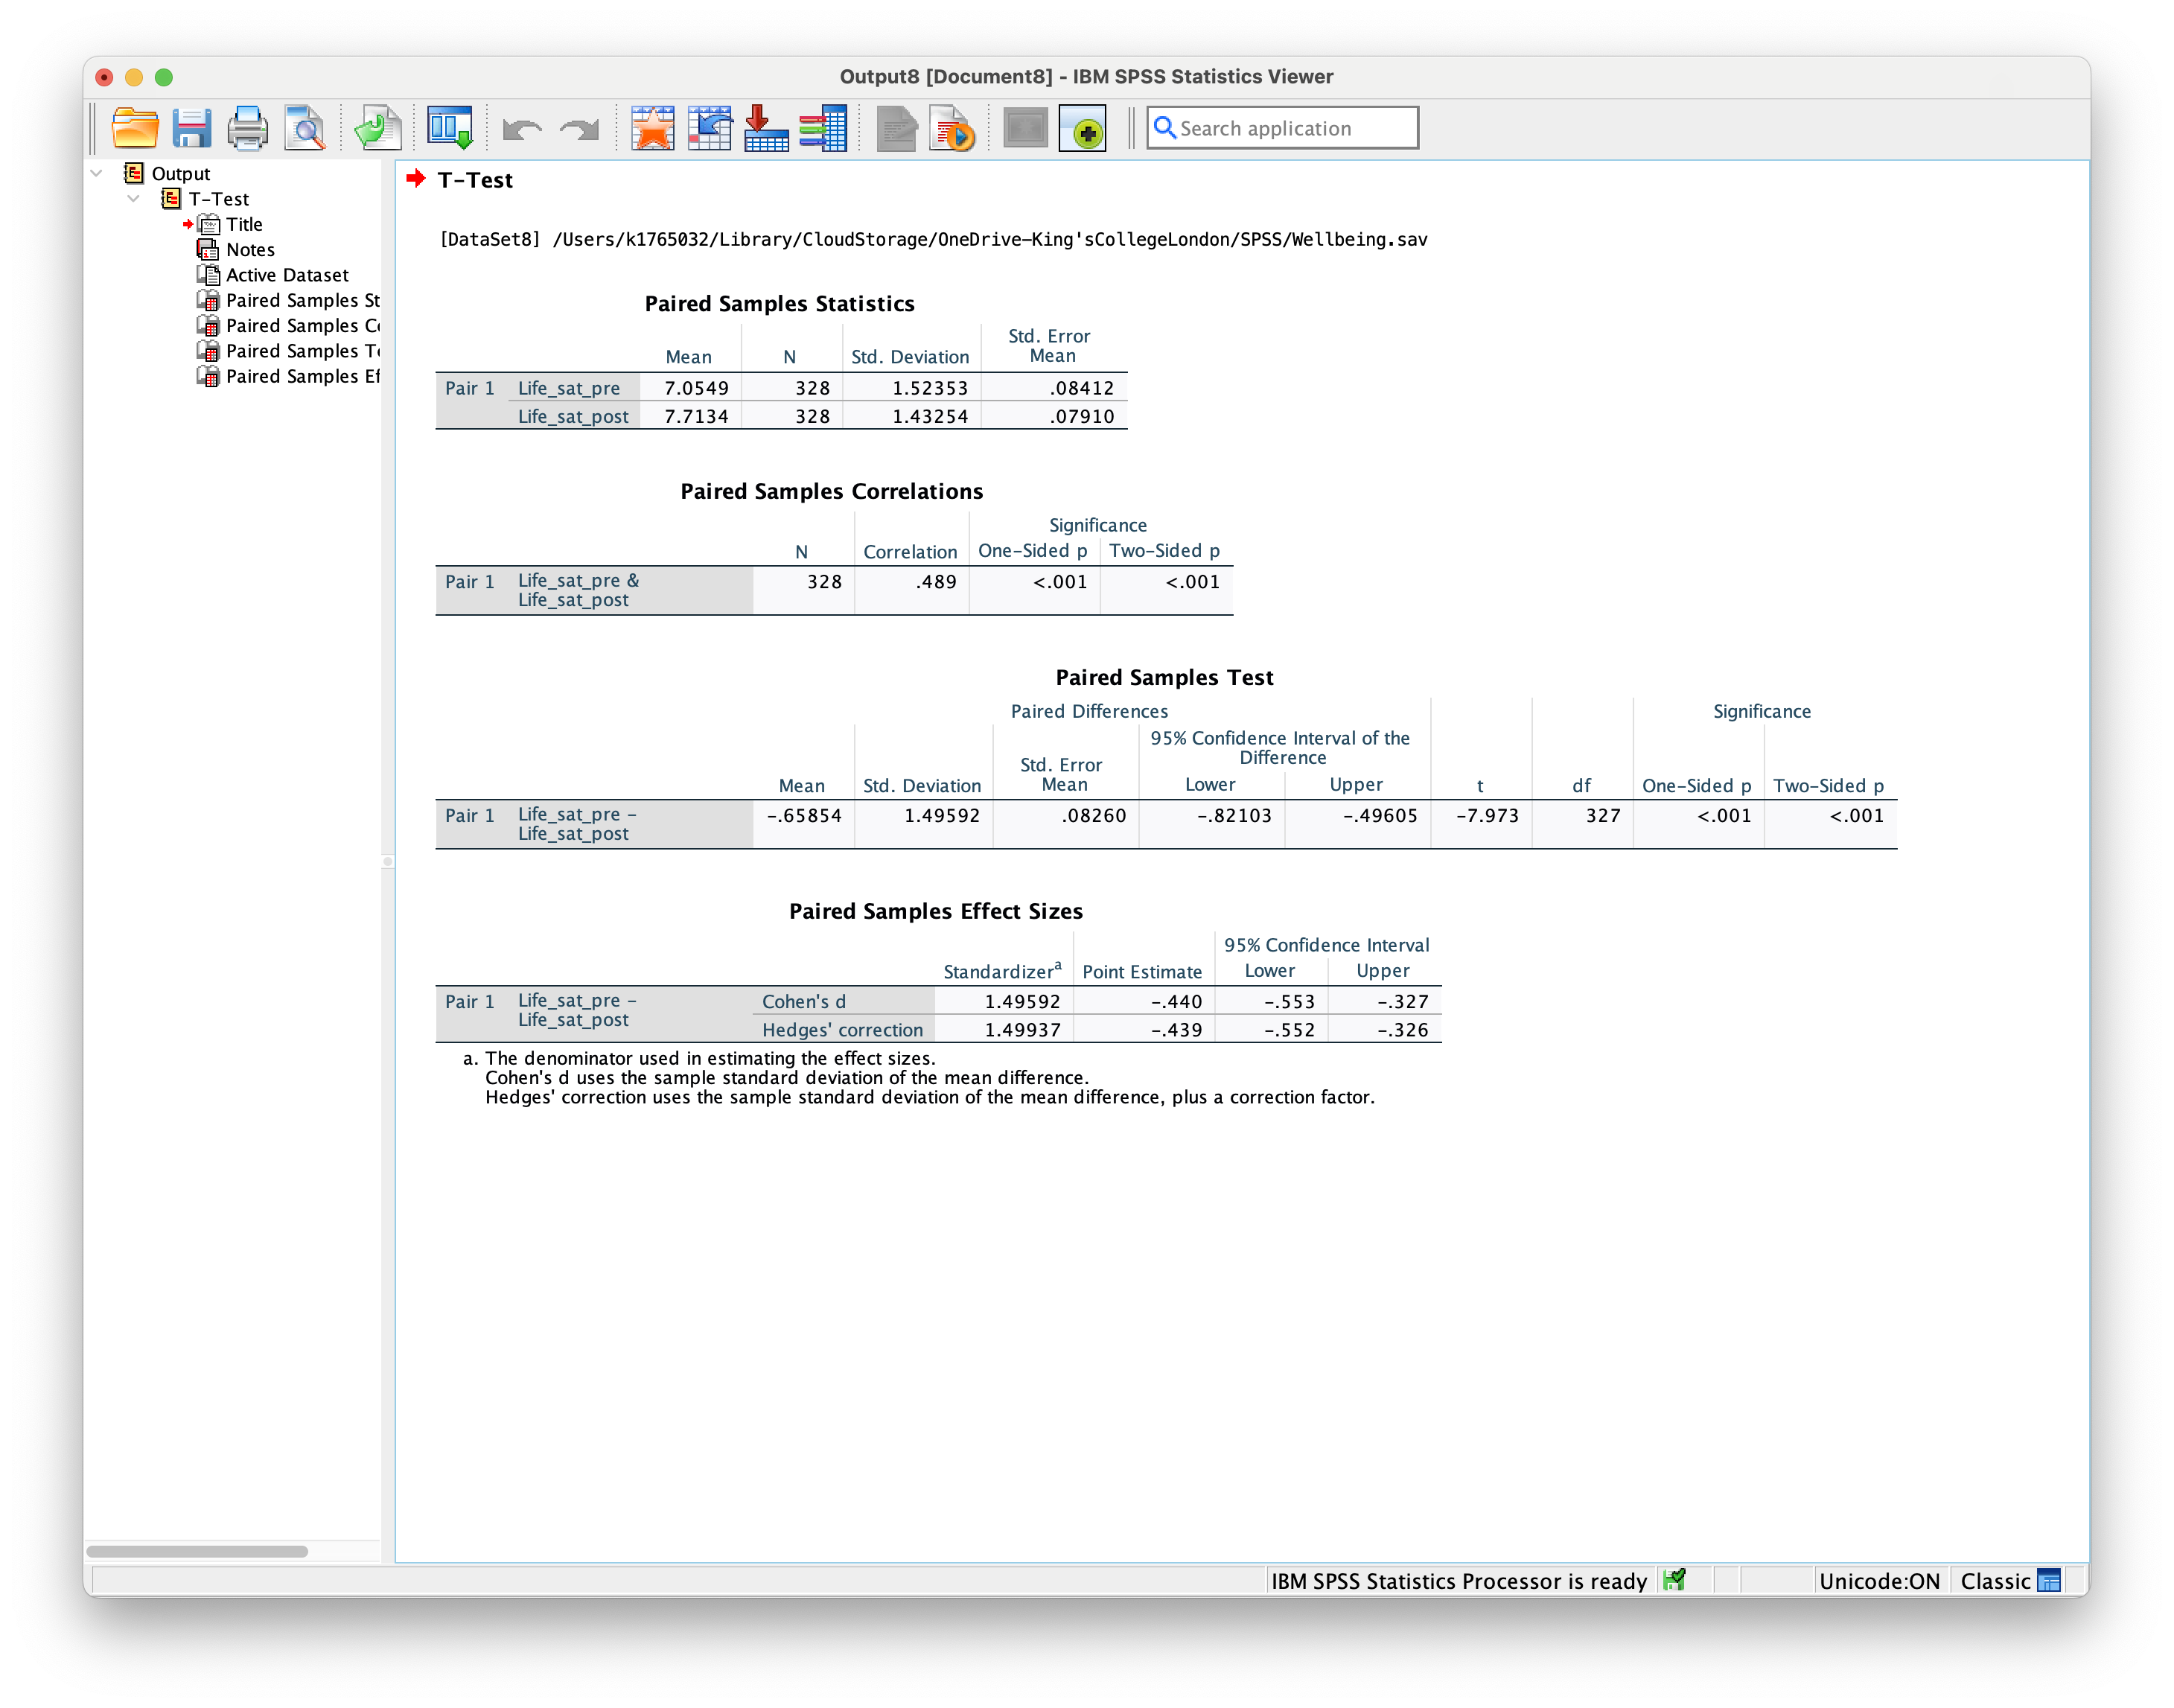 Output8 [Document8] - IBM SPSS Statistics Viewer
Search application
Output
T-Test
Title
Notes
Active Dataset
Paired Samples St
Paired Samples C
Paired Samples T
Paired Samples Ef
T-Test
[DataSet8] /Users/k1765032/Library/CloudStorage/OneDrive-King'sCollegeLondon/SPSS/Wellbeing.sav
Paired Samples Statistics
Mean N Std. Deviation Std. Error Mean
Pair 1 Life_sat_pre 7.0549 328 1.52353 .08412
Life_sat_post 7.7134 328 1.43254 .07910
Paired Samples Correlations
Significance
N Correlation One-Sided p Two-Sided p
Pair 1 Life_sat_pre & Life_sat_post 328 .489 <.001 <.001
Paired Samples Test
Paired Differences Significance
95% Confidence Interval of the Difference
Mean Std. Deviation Std. Error Mean Lower Upper t df One-Sided p Two-Sided p
Pair 1 Life_sat_pre - Life_sat_post -.65854 1.49592 .08260 -.82103 -.49605 -7.973 327 <.001 <.001
Paired Samples Effect Sizes
95% Confidence Interval
Standardizer a Point Estimate Lower Upper
Pair 1 Life_sat_pre - Life_sat_post Cohen's d 1.49592 -.440 -.553 -.327
Hedges' correction 1.49937 -.439 -.552 -.326
a. The denominator used in estimating the effect sizes.
Cohen's d uses the sample standard deviation of the mean difference.
Hedges' correction uses the sample standard deviation of the mean difference, plus a correction factor.
IBM SPSS Statistics Processor is ready Unicode:ON Classic